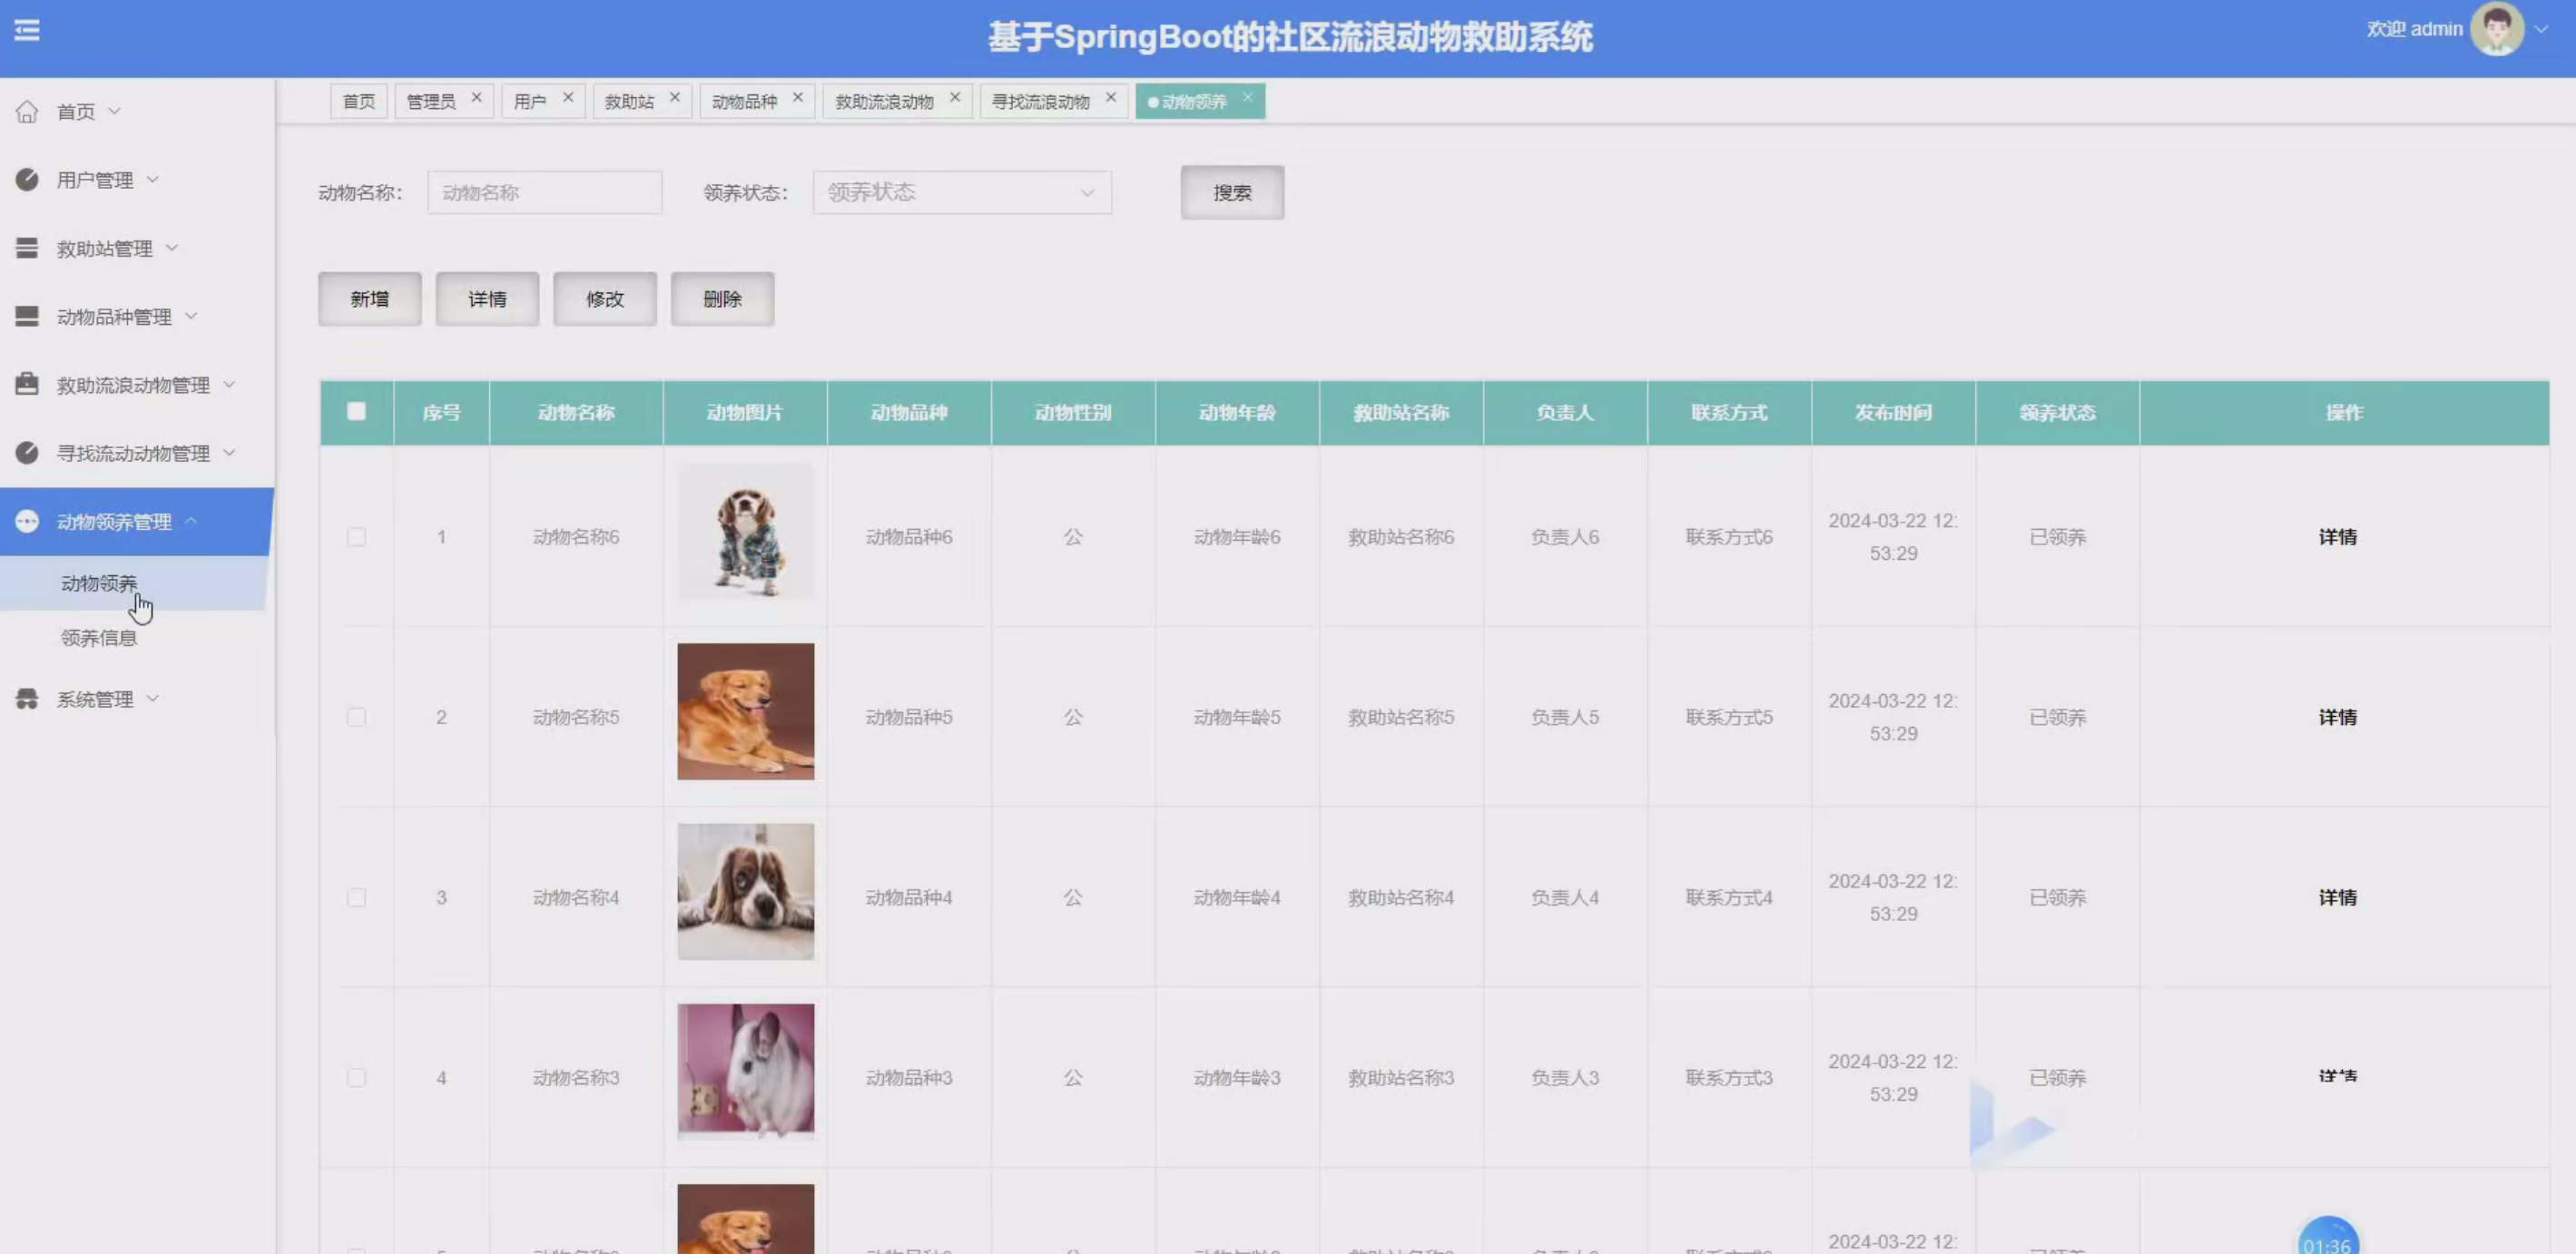 基于SpringBoot的社区流浪动物救助系统
欢迎 admin
首页
用户管理
救助站管理
动物品种管理
救助流浪动物管理
寻找流动动物管理
动物领养管理
动物领养
领养信息
系统管理
首页 管理员 用户 救助站 动物品种 救助流浪动物 寻找流浪动物 动物领养
动物名称： 动物名称 领养状态： 领养状态 搜索
新增 详情 修改 删除
序号 动物名称 动物图片 动物品种 动物性别 动物年龄 救助站名称 负责人 联系方式 发布时间 领养状态 操作
1 动物名称6 动物品种6 公 动物年龄6 救助站名称6 负责人6 联系方式6 2024-03-22 12:
53:29 已领养 详情
2 动物名称5 动物品种5 公 动物年龄5 救助站名称5 负责人5 联系方式5 2024-03-22 12:
53:29 已领养 详情
3 动物名称4 动物品种4 公 动物年龄4 救助站名称4 负责人4 联系方式4 2024-03-22 12:
53:29 已领养 详情
4 动物名称3 动物品种3 公 动物年龄3 救助站名称3 负责人3 联系方式3 2024-03-22 12:
53:29 已领养 详情
2024-03-22 12:
01:36